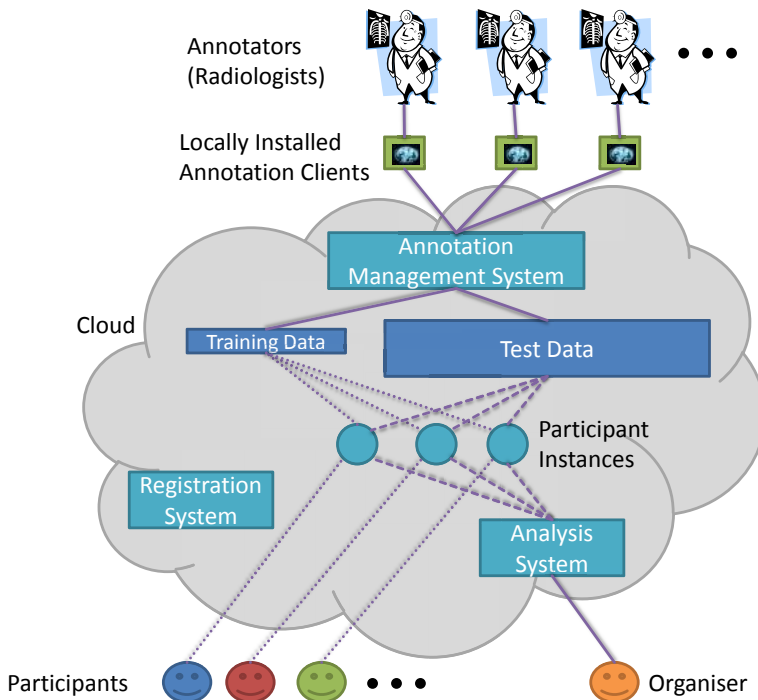 Annotators
(Radiologists)
Locally Installed
Annotation Clients
Annotation
Management System
Cloud
Training Data
Test Data
Participant
Instances
Registration
System
Analysis
System
Participants
Organiser